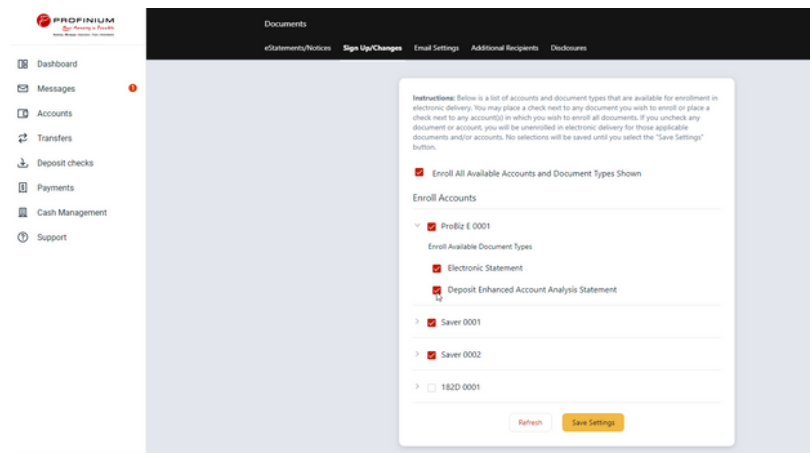 PROFINIUM
Documents
eStatements/Notices Sign Up/Changes Email Settings Additional Recipients Disclosures
Dashboard
Messages
Accounts
Transfers
Deposit checks
Payments
Cash Management
Support
Instructions: Below is a list of accounts and document types that are available for enrollment in
electronic delivery. You may place a check next to any document you wish to enroll or place a
check next to any account(s) in which you wish to enroll all documents. If you uncheck any
document or account, you will be unenrolled in electronic delivery for those applicable
documents and/or accounts. No selections will be saved until you select the "Save Settings"
button.
Enroll All Available Accounts and Document Types Shown
Enroll Accounts
ProBiz E 0001
Enroll Available Document Types
Electronic Statement
Deposit Enhanced Account Analysis Statement
Saver 0001
Saver 0002
182D 0001
Refresh Save Settings